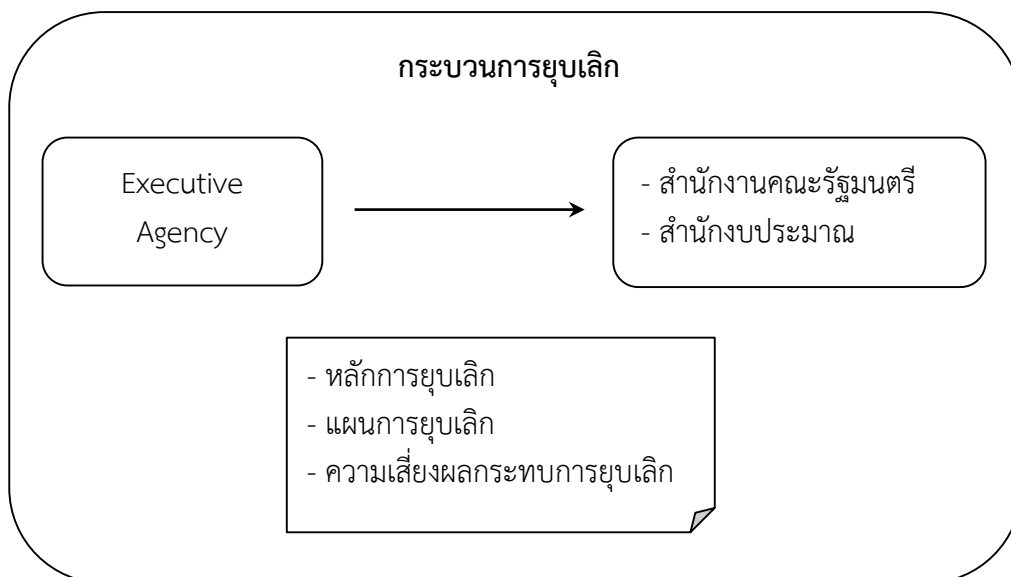 กระบวนการยุบเลิก
Executive
Agency
- สำนักงานคณะรัฐมนตรี
- สำนักงบประมาณ
- หลักการยุบเลิก
- แผนการยุบเลิก
- ความเสี่ยงผลกระทบการยุบเลิก